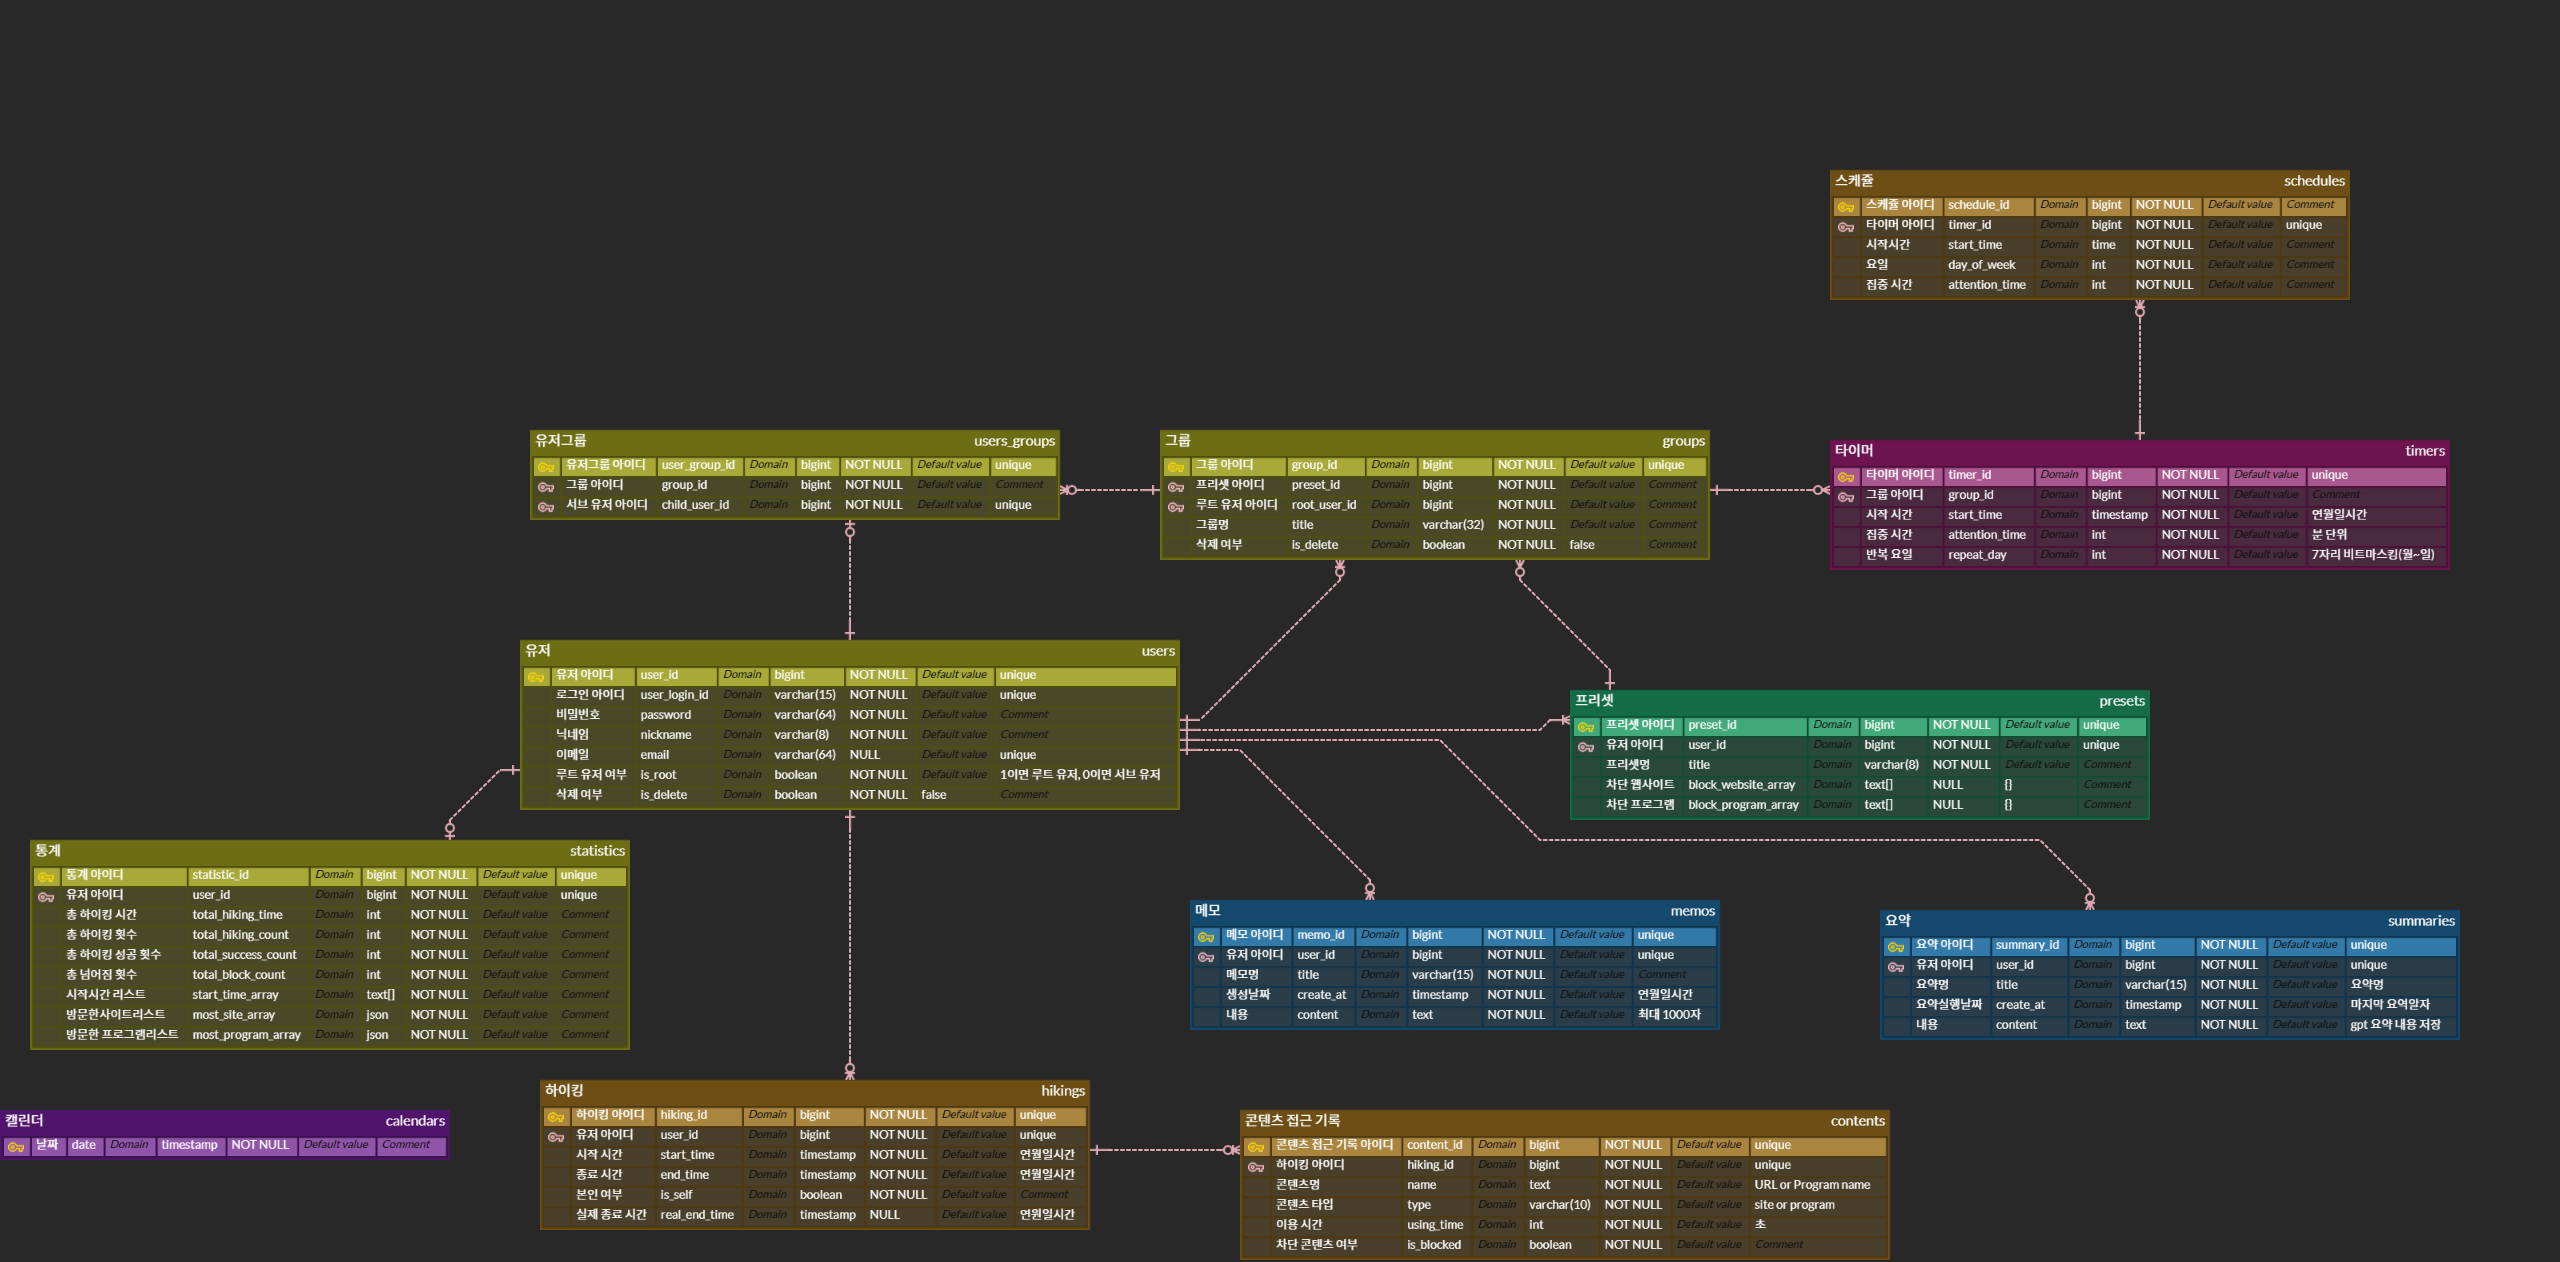 스케쥴 schedules
스케쥴 아이디 schedule_id Domain bigint NOT NULL Default value Comment
타이머 아이디 timer_id Domain bigint NOT NULL Default value unique
시작시간 start_time Domain time NOT NULL Default value Comment
요일 day_of_week Domain int NOT NULL Default value Comment
집중 시간 attention_time Domain int NOT NULL Default value Comment
유저그룹 users_groups
유저그룹 아이디 user_group_id Domain bigint NOT NULL Default value unique
그룹 아이디 group_id Domain bigint NOT NULL Default value Comment
서브 유저 아이디 child_user_id Domain bigint NOT NULL Default value unique
그룹 groups
그룹 아이디 group_id Domain bigint NOT NULL Default value unique
프리셋 아이디 preset_id Domain bigint NOT NULL Default value Comment
루트 유저 아이디 root_user_id Domain bigint NOT NULL Default value Comment
그룹명 title Domain varchar(32) NOT NULL Default value Comment
삭제 여부 is_delete Domain boolean NOT NULL false Comment
타이머 timers
타이머 아이디 timer_id Domain bigint NOT NULL Default value unique
그룹 아이디 group_id Domain bigint NOT NULL Default value Comment
시작 시간 start_time Domain timestamp NOT NULL Default value 연월일시간
집중 시간 attention_time Domain int NOT NULL Default value 분 단위
반복 요일 repeat_day Domain int NOT NULL Default value 7자리 비트마스킹(월~일)
유저 users
유저 아이디 user_id Domain bigint NOT NULL Default value unique
로그인 아이디 user_login_id Domain varchar(15) NOT NULL Default value unique
비밀번호 password Domain varchar(64) NOT NULL Default value Comment
닉네임 nickname Domain varchar(8) NOT NULL Default value Comment
이메일 email Domain varchar(64) NULL Default value unique
루트 유저 여부 is_root Domain boolean NOT NULL Default value 1이면 루트 유저, 0이면 서브 유저
삭제 여부 is_delete Domain boolean NOT NULL false Comment
프리셋 presets
프리셋 아이디 preset_id Domain bigint NOT NULL Default value unique
유저 아이디 user_id Domain bigint NOT NULL Default value unique
프리셋명 title Domain varchar(8) NOT NULL Default value Comment
차단 웹사이트 block_website_array Domain text[] NULL {} Comment
차단 프로그램 block_program_array Domain text[] NULL {} Comment
통계 statistics
통계 아이디 statistic_id Domain bigint NOT NULL Default value unique
유저 아이디 user_id Domain bigint NOT NULL Default value unique
총 하이킹 시간 total_hiking_time Domain int NOT NULL Default value Comment
총 하이킹 횟수 total_hiking_count Domain int NOT NULL Default value Comment
총 하이킹 성공 횟수 total_success_count Domain int NOT NULL Default value Comment
총 넘어짐 횟수 total_block_count Domain int NOT NULL Default value Comment
시작시간 리스트 start_time_array Domain text[] NOT NULL Default value Comment
방문한사이트리스트 most_site_array Domain json NOT NULL Default value Comment
방문한 프로그램리스트 most_program_array Domain json NOT NULL Default value Comment
메모 memos
메모 아이디 memo_id Domain bigint NOT NULL Default value unique
유저 아이디 user_id Domain bigint NOT NULL Default value unique
메모명 title Domain varchar(15) NOT NULL Default value Comment
생성날짜 create_at Domain timestamp NOT NULL Default value 연월일시간
내용 content Domain text NOT NULL Default value 최대 1000자
요약 summaries
요약 아이디 summary_id Domain bigint NOT NULL Default value unique
유저 아이디 user_id Domain bigint NOT NULL Default value unique
요약명 title Domain varchar(15) NOT NULL Default value 요약명
요약실행날짜 create_at Domain timestamp NOT NULL Default value 마지막 요역알자
내용 content Domain text NOT NULL Default value gpt 요약 내용 저장
캘린더 calendars
날짜 date Domain timestamp NOT NULL Default value Comment
하이킹 hikings
하이킹 아이디 hiking_id Domain bigint NOT NULL Default value unique
유저 아이디 user_id Domain bigint NOT NULL Default value unique
시작 시간 start_time Domain timestamp NOT NULL Default value 연월일시간
종료 시간 end_time Domain timestamp NOT NULL Default value 연월일시간
본인 여부 is_self Domain boolean NOT NULL Default value Comment
실제 종료 시간 real_end_time Domain timestamp NULL Default value 연원일시간
콘텐츠 접근 기록 contents
콘텐츠 접근 기록 아이디 content_id Domain bigint NOT NULL Default value unique
하이킹 아이디 hiking_id Domain bigint NOT NULL Default value unique
콘텐츠명 name Domain text NOT NULL Default value URL or Program name
콘텐츠 타입 type Domain varchar(10) NOT NULL Default value site or program
이용 시간 using_time Domain int NOT NULL Default value 초
차단 콘텐츠 여부 is_blocked Domain boolean NOT NULL Default value Comment